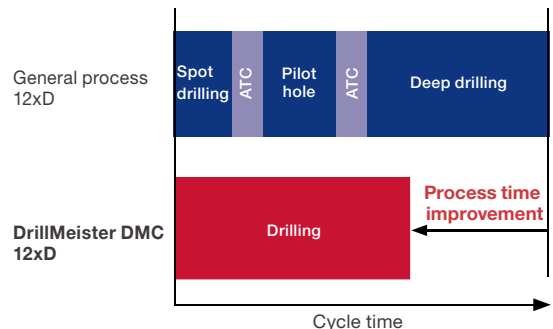 General process
12xD
Spot
drilling
ATC
Pilot
hole
ATC
Deep drilling
DrillMeister DMC
12xD
Drilling
Process time
improvement
Cycle time